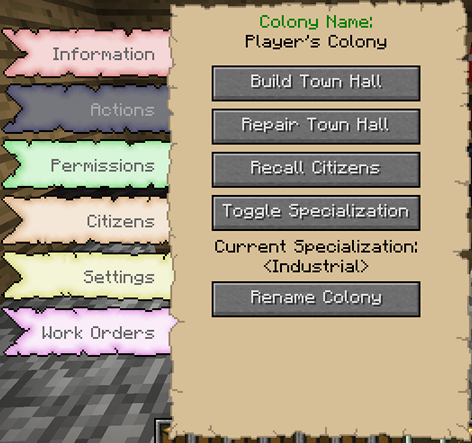 Information
Actions
Permissions
Citizens
Settings
Work Orders
Colony Name:
Player's Colony
Build Town Hall
Repair Town Hall
Recall Citizens
Toggle Specialization
Current Specialization:
<Industrial>
Rename Colony